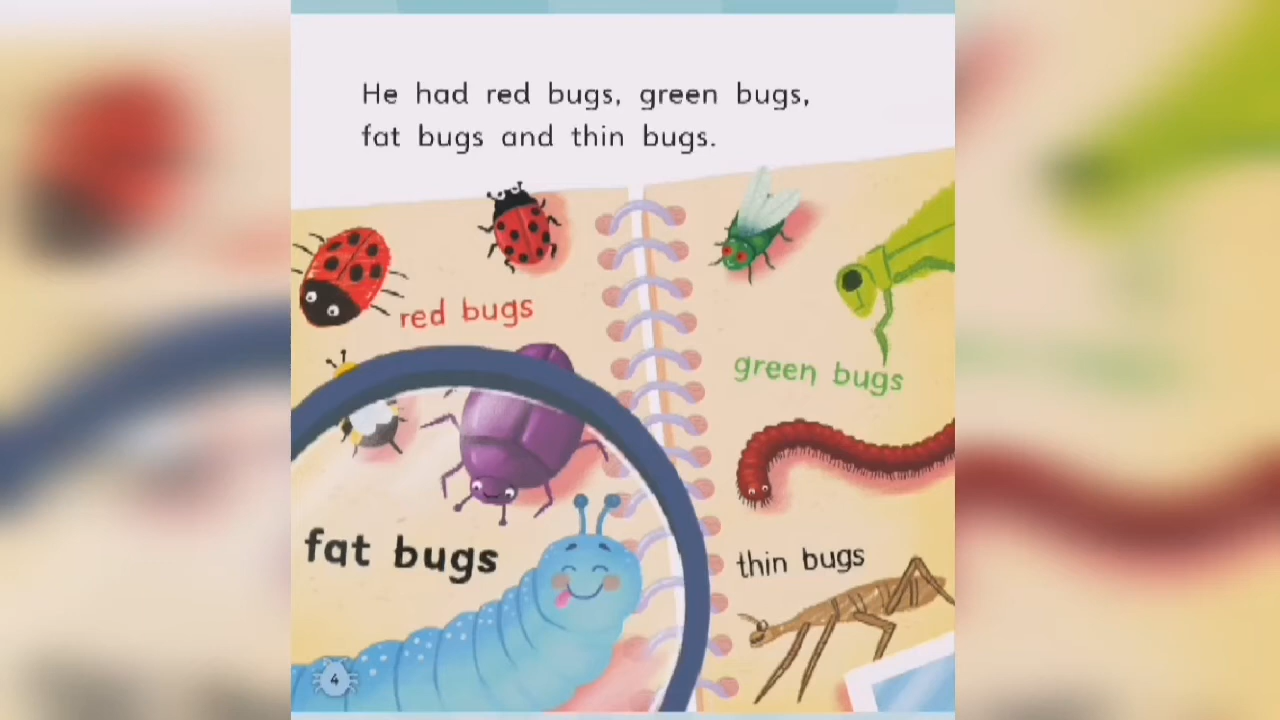 He had red bugs, green bugs,
fat bugs and thin bugs.
red bugs
green bugs
fat bugs
thin bugs
4